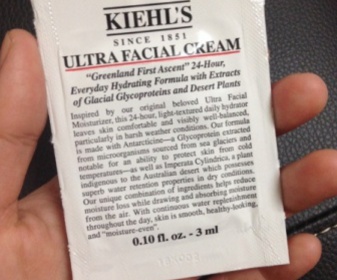 KIEHL'S
SINCE 1851
ULTRA FACIAL CREAM
"Greenland First Ascent" 24-Hour,
Everyday Hydrating Formula with Extracts
of Glacial Glycoproteins and Desert Plants
Inspired by our original beloved Ultra Facial
Moisturizer, this 24-hour, light-textured daily hydrator
leaves skin comfortable and visibly well-balanced,
particularly in harsh weather conditions. Our formula
is made with Antarcticine—a Glycoprotein extracted
from microorganisms sourced from sea glaciers and
notable for an ability to protect skin from cold
temperatures—as well as Imperata Cylindrica, a plant
indigenous to the Australian desert which possesses
superb water retention properties in dry conditions.
Our unique combination of ingredients help reduce
moisture loss while drawing and absorbing moisture
from the air. With continuous water replenishment
throughout the day, skin is smooth, healthy-looking,
and "moisture-even".
0.10 fl. oz. - 3 ml